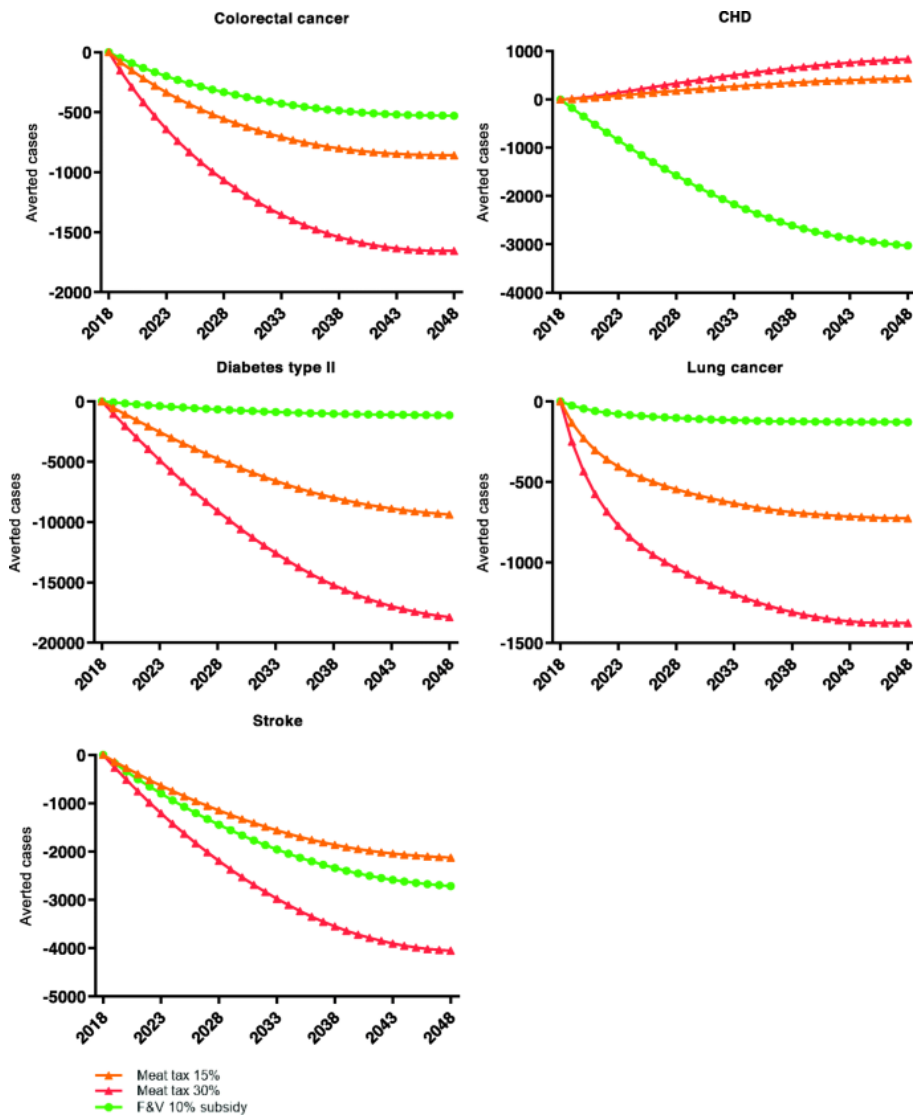 Colorectal cancer
Averted cases
0
-500
-1000
-1500
-2000
2018 2023 2028 2033 2038 2043 2048
CHD
Averted cases
1000
0
-1000
-2000
-3000
-4000
2018 2023 2028 2033 2038 2043 2048
Diabetes type II
Averted cases
0
-5000
-10000
-15000
-20000
2018 2023 2028 2033 2038 2043 2048
Lung cancer
Averted cases
0
-500
-1000
-1500
2018 2023 2028 2033 2038 2043 2048
Stroke
Averted cases
0
-1000
-2000
-3000
-4000
-5000
2018 2023 2028 2033 2038 2043 2048
Meat tax 15%
Meat tax 30%
F&V 10% subsidy